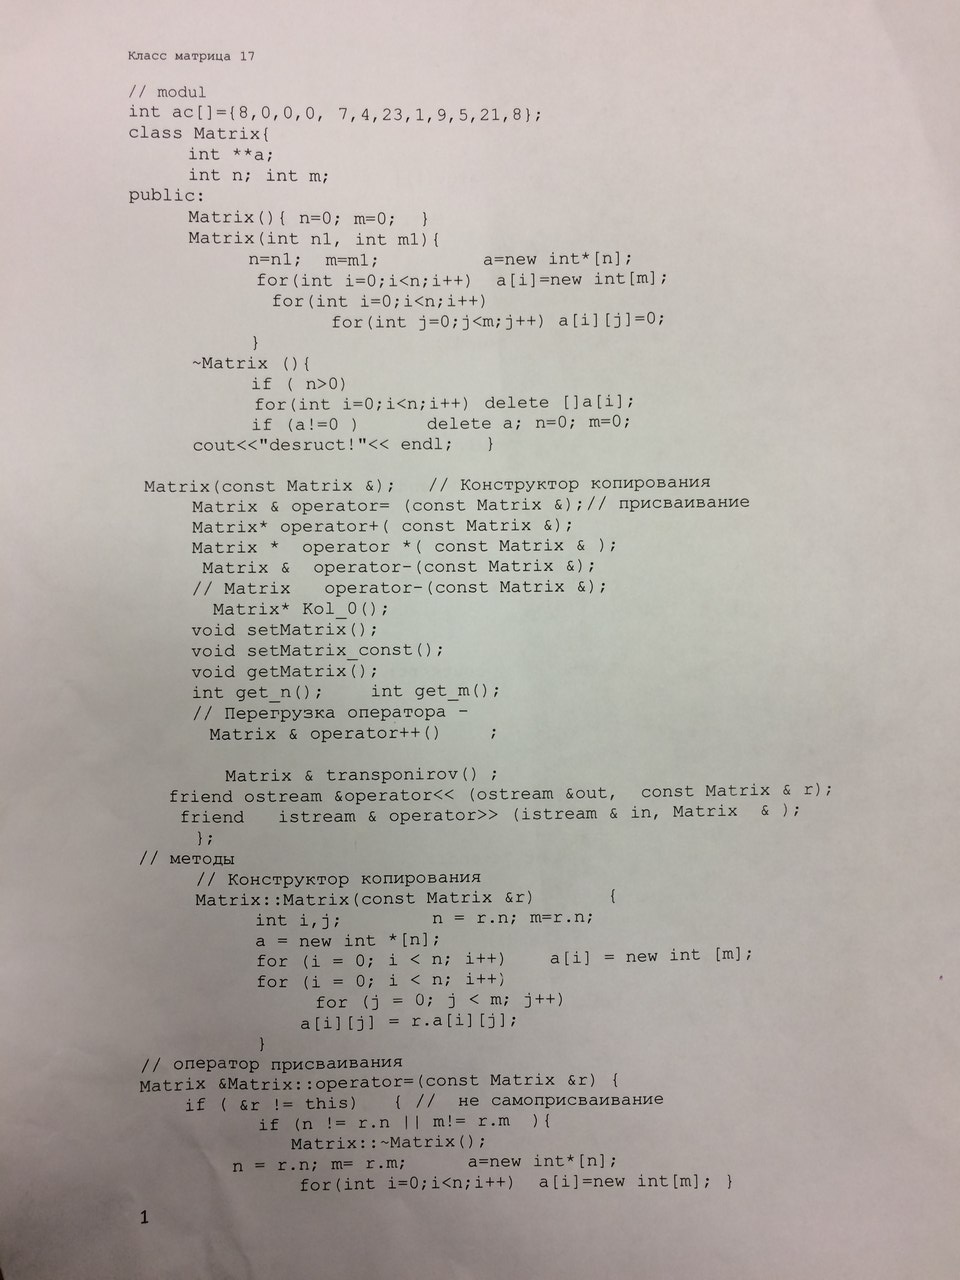 Класс матрица 17
// modul
int ac[]={8,0,0,0, 7,4,23,1,9,5,21,8};
class Matrix{
int **a;
int n; int m;
public:
Matrix(){ n=0; m=0; }
Matrix(int n1, int m1){
n=n1; m=m1; a=new int*[n];
for(int i=0;i<n;i++) a[i]=new int[m];
for(int i=0;i<n;i++)
for(int j=0;j<m;j++) a[i][j]=0;
}
~Matrix (){
if ( n>0)
for(int i=0;i<n;i++) delete []a[i];
if (a!=0 ) delete a; n=0; m=0;
cout<<"desruct!"<< endl; }
Matrix(const Matrix &); // Конструктор копирования
Matrix & operator= (const Matrix &);// присваивание
Matrix* operator+( const Matrix &);
Matrix * operator *( const Matrix & );
Matrix & operator-(const Matrix &);
// Matrix operator-(const Matrix &);
Matrix* Kol_0();
void setMatrix();
void setMatrix_const();
void getMatrix();
int get_n(); int get_m();
// Перегрузка оператора -
Matrix & operator++() ;
Matrix & transponirov() ;
friend ostream &operator<< (ostream &out, const Matrix & r);
friend istream & operator>> (istream & in, Matrix & );
};
// методы
// Конструктор копирования
Matrix::Matrix(const Matrix &r) {
int i,j; n = r.n; m=r.n;
a = new int *[n];
for (i = 0; i < n; i++) a[i] = new int [m];
for (i = 0; i < n; i++)
for (j = 0; j < m; j++)
a[i][j] = r.a[i][j];
}
// оператор присваивания
Matrix &Matrix::operator=(const Matrix &r) {
if ( &r != this) { // не самоприсваивание
if (n != r.n || m!= r.m ){
Matrix::~Matrix();
n = r.n; m= r.m; a=new int*[n];
for(int i=0;i<n;i++) a[i]=new int[m]; }
1